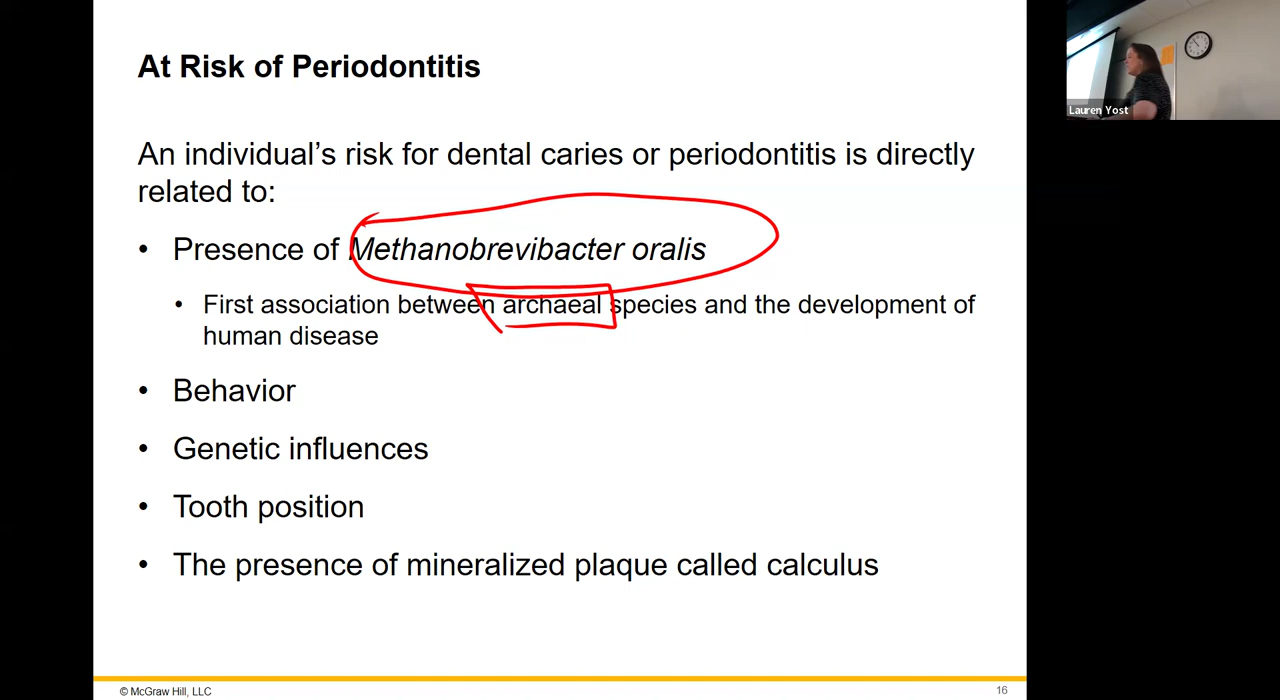 At Risk of Periodontitis
Lauren Yost
An individual's risk for dental caries or periodontitis is directly
related to:
• Presence of Methanobrevibacter oralis
• First association between archaeal species and the development of
human disease
• Behavior
• Genetic influences
• Tooth position
• The presence of mineralized plaque called calculus
© McGraw Hill, LLC
16